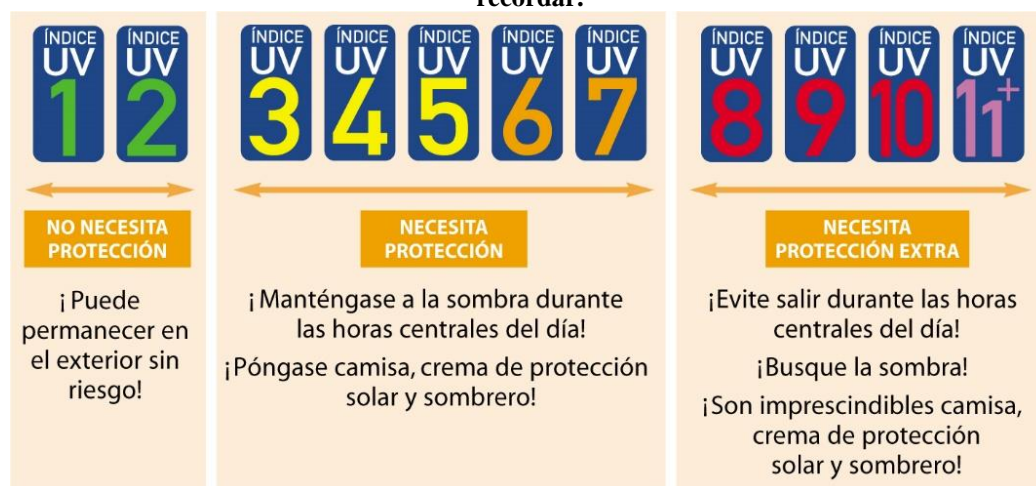 recordar:
ÍNDICE UV 1
ÍNDICE UV 2
ÍNDICE UV 3
ÍNDICE UV 4
ÍNDICE UV 5
ÍNDICE UV 6
ÍNDICE UV 7
ÍNDICE UV 8
ÍNDICE UV 9
ÍNDICE UV 10
ÍNDICE UV 11+
NO NECESITA
PROTECCIÓN
¡Puede
permanecer en
el exterior sin
riesgo!
NECESITA
PROTECCIÓN
¡Manténgase a la sombra durante
las horas centrales del día!
¡Póngase camisa, crema de protección
solar y sombrero!
NECESITA
PROTECCIÓN EXTRA
¡Evite salir durante las horas
centrales del día!
¡Busque la sombra!
¡Son imprescindibles camisa,
crema de protección
solar y sombrero!